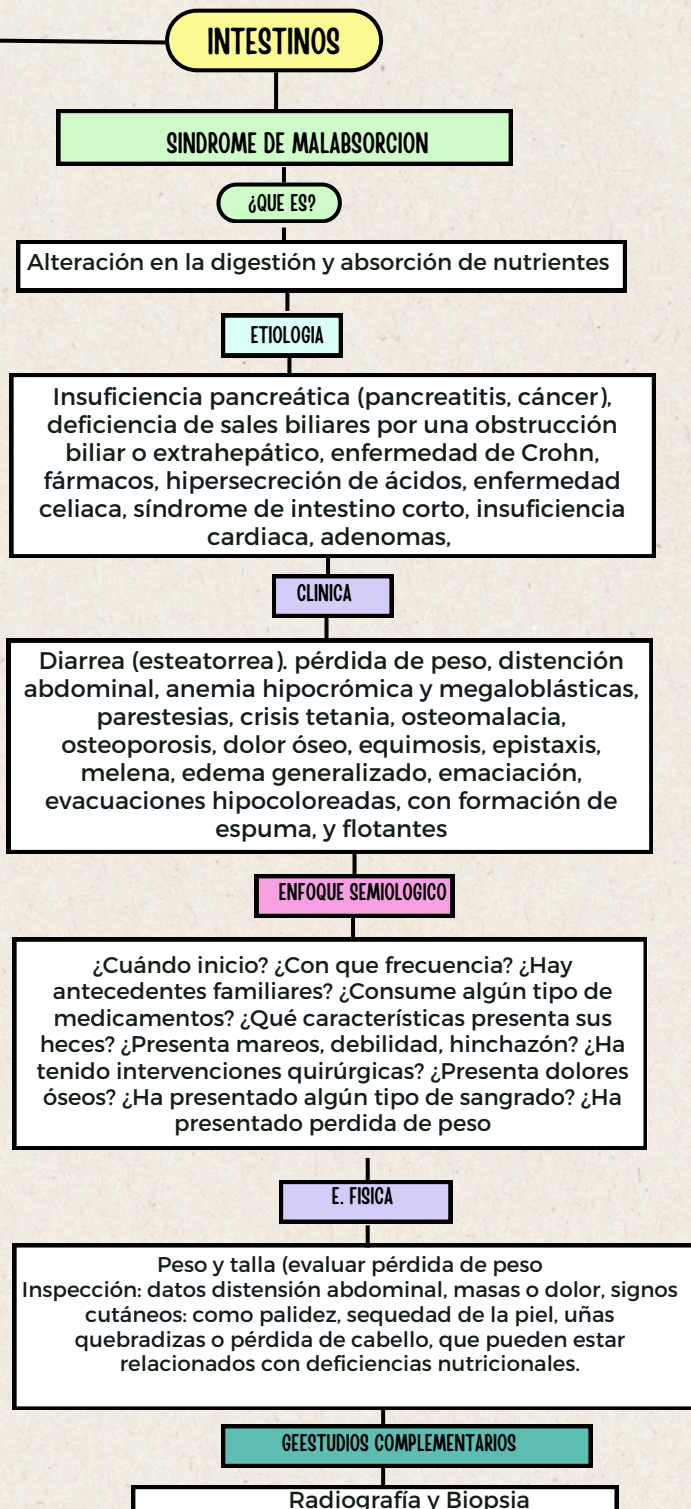 INTESTINOS
SINDROME DE MALABSORCION
¿QUE ES?
Alteración en la digestión y absorción de nutrientes
ETIOLOGIA
Insuficiencia pancreática (pancreatitis, cáncer),
deficiencia de sales biliares por una obstrucción
biliar o extrahepático, enfermedad de Crohn,
fármacos, hipersecreción de ácidos, enfermedad
celiaca, síndrome de intestino corto, insuficiencia
cardiaca, adenomas,
CLINICA
Diarrea (esteatorrea). pérdida de peso, distención
abdominal, anemia hipocrómica y megaloblásticas,
parestesias, crisis tetania, osteomalacia,
osteoporosis, dolor óseo, equimosis, epistaxis,
melena, edema generalizado, emaciación,
evacuaciones hipocoloreadas, con formación de
espuma, y flotantes
ENFOQUE SEMIOLOGICO
¿Cuándo inicio? ¿Con que frecuencia? ¿Hay
antecedentes familiares? ¿Consume algún tipo de
medicamentos? ¿Qué características presenta sus
heces? ¿Presenta mareos, debilidad, hinchazón? ¿Ha
tenido intervenciones quirúrgicas? ¿Presenta dolores
óseos? ¿Ha presentado algún tipo de sangrado? ¿Ha
presentado perdida de peso
E. FISICA
Peso y talla (evaluar pérdida de peso
Inspección: datos distensión abdominal, masas o dolor, signos
cutáneos: como palidez, sequedad de la piel, uñas
quebradizas o pérdida de cabello, que pueden estar
relacionados con deficiencias nutricionales.
GEESTUDIOS COMPLEMENTARIOS
Radiografía y Biopsia